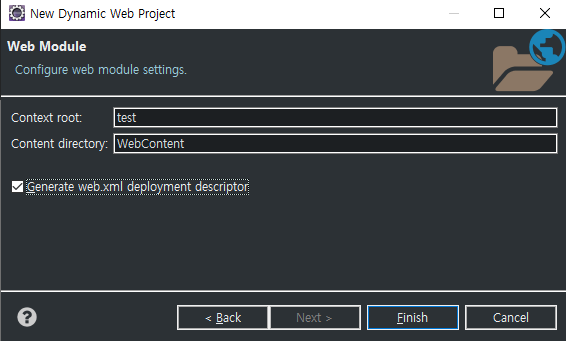 New Dynamic Web Project
Web Module
Configure web module settings.
Context root: test
Content directory: WebContent
Generate web.xml deployment descriptor
? < Back Next > Finish Cancel